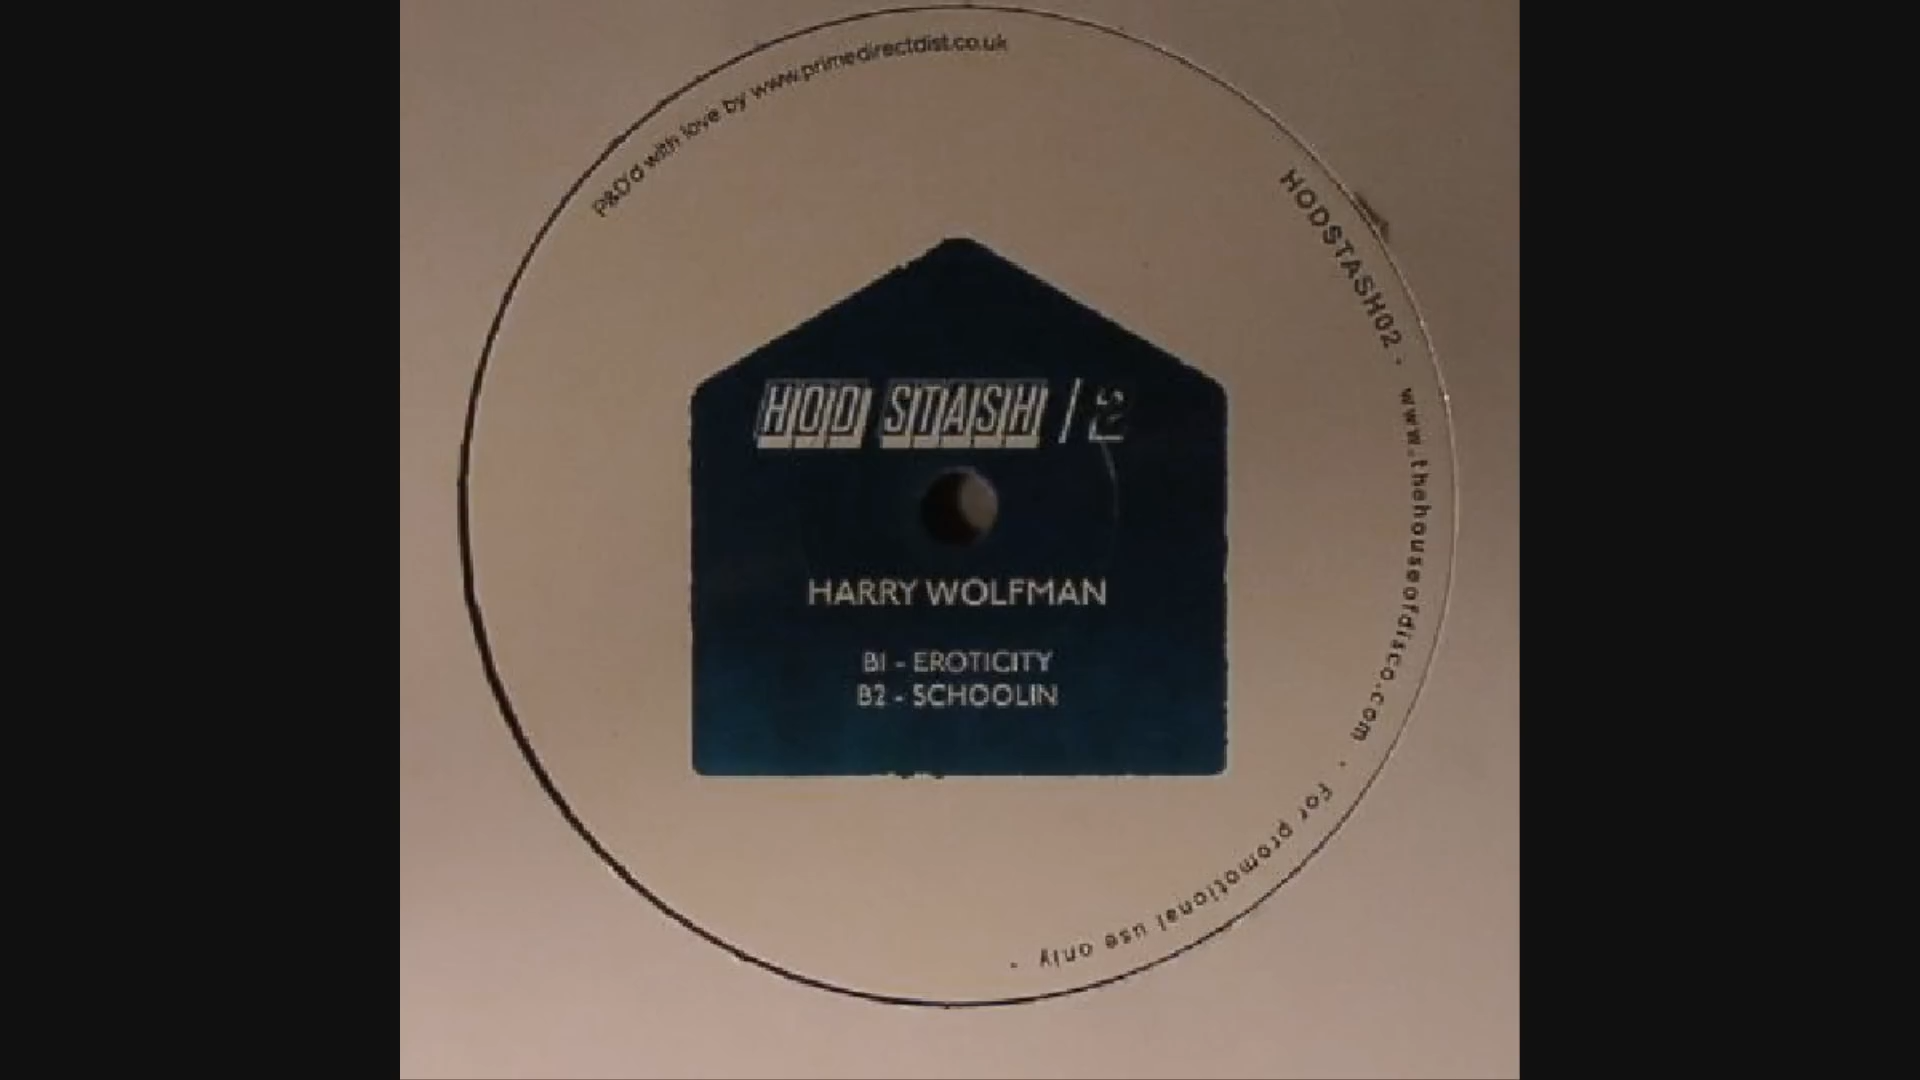 P&D'd with love by www.primedirectdist.co.uk
HODSTASH02 • www.thehouseofdisco.com • For promotional use only •
HOD STASH / 2
HARRY WOLFMAN
B1 - EROTICITY
B2 - SCHOOLIN